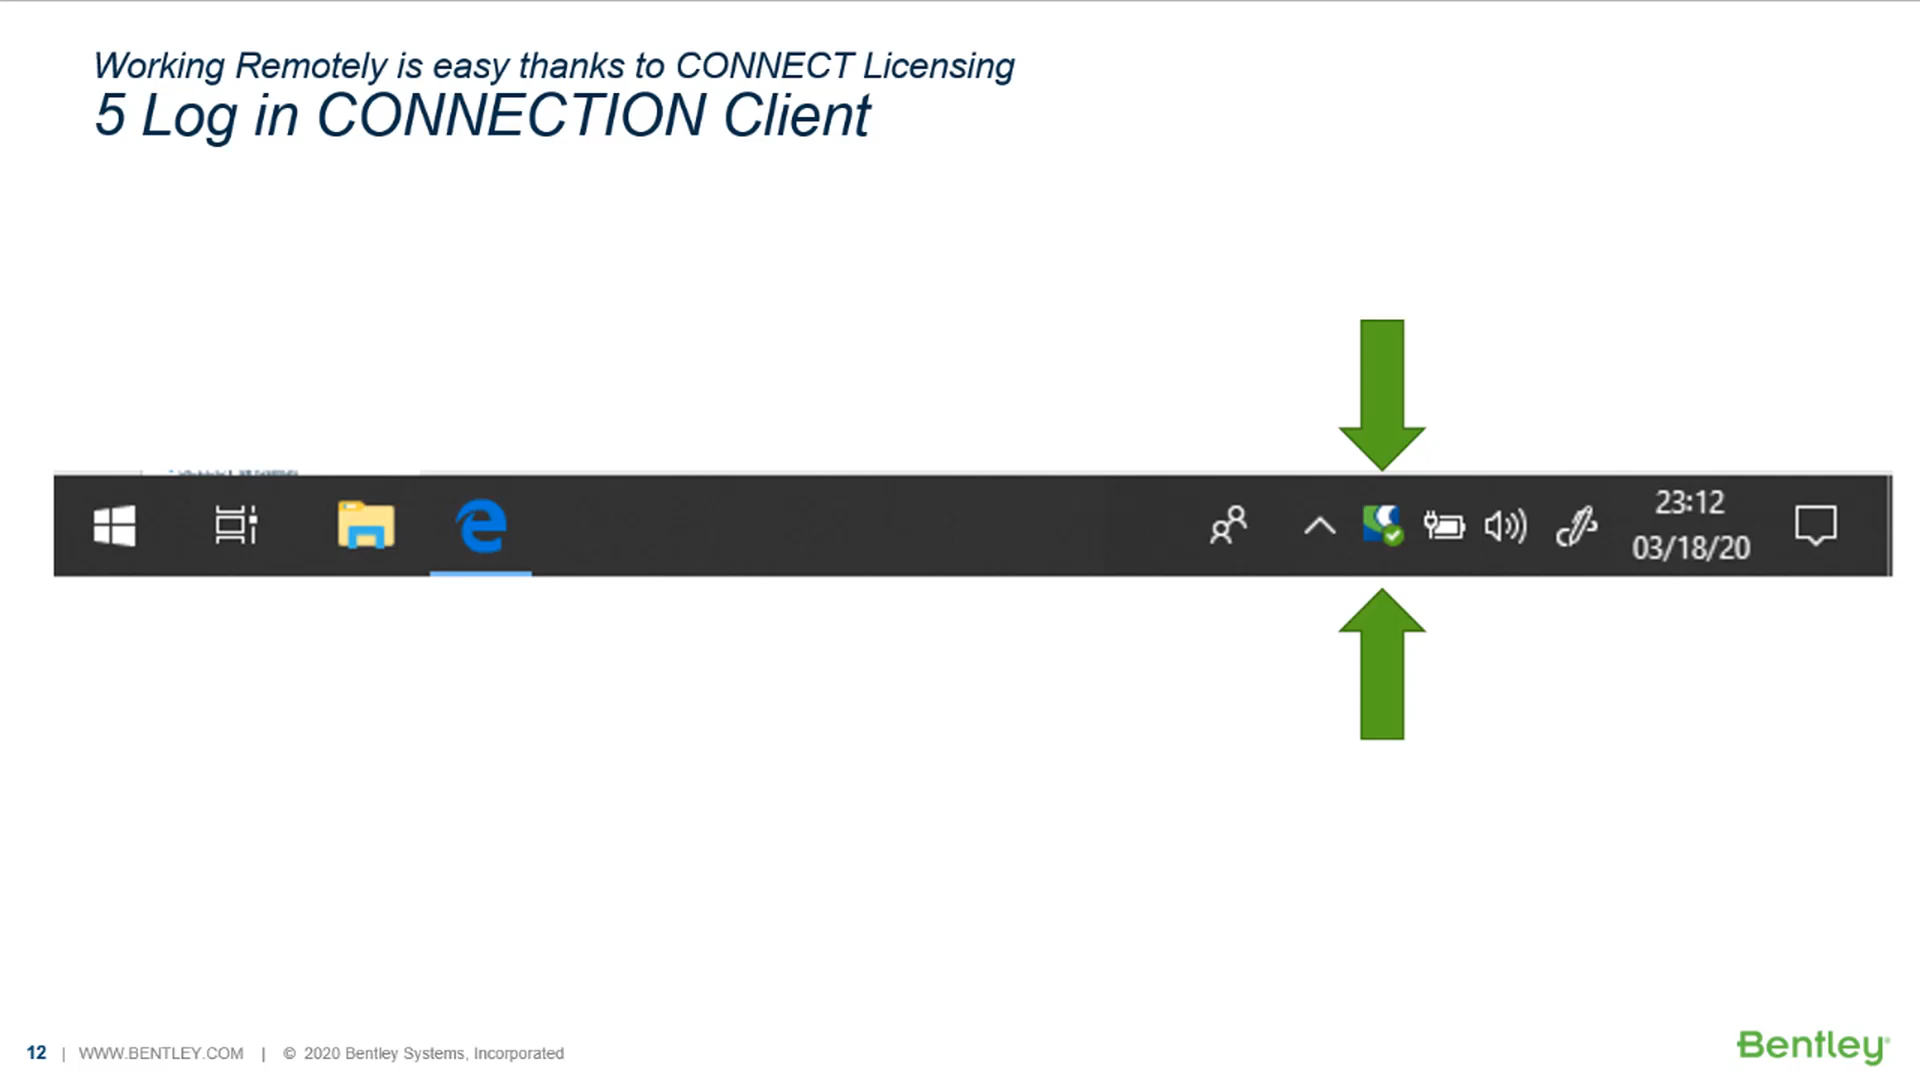 Working Remotely is easy thanks to CONNECT Licensing
5 Log in CONNECTION Client
23:12
03/18/20
12 | WWW.BENTLEY.COM | © 2020 Bentley Systems, Incorporated
Bentley